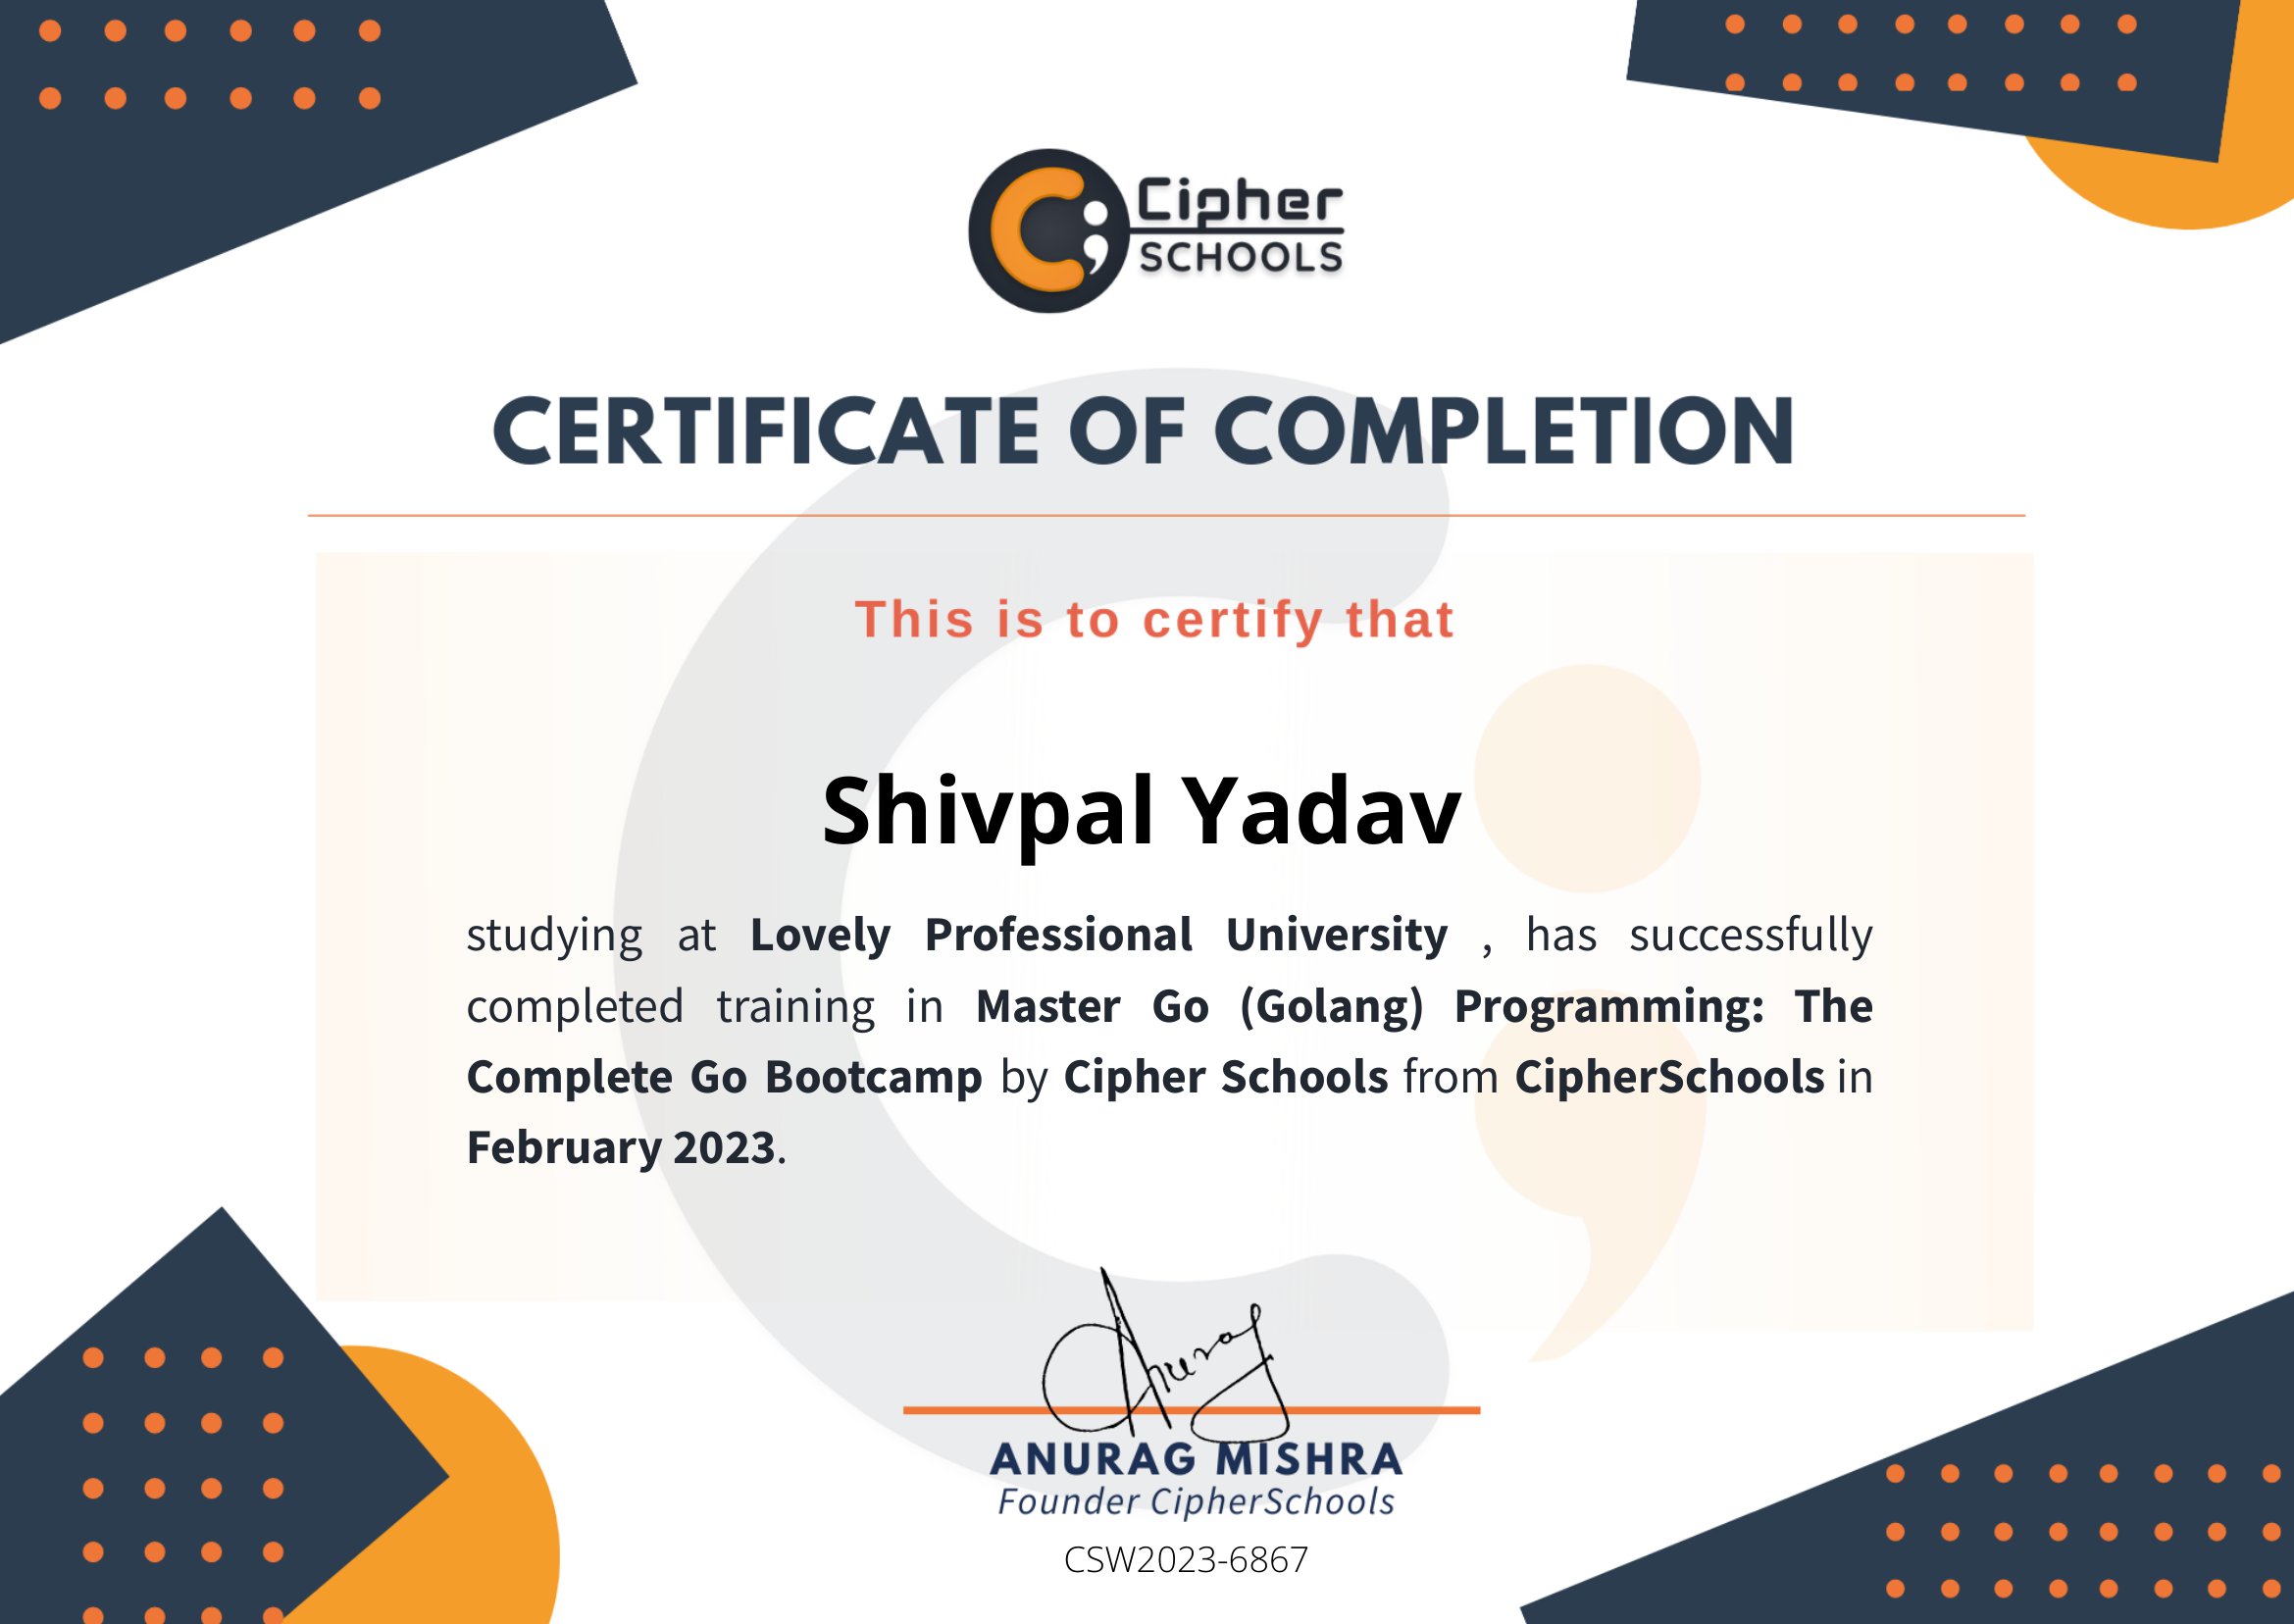 Cipher
SCHOOLS
CERTIFICATE OF COMPLETION
This is to certify that
Shivpal Yadav
studying at Lovely Professional University , has successfully
completed training in Master Go (Golang) Programming: The
Complete Go Bootcamp by Cipher Schools from CipherSchools in
February 2023.
Anurag
ANURAG MISHRA
Founder CipherSchools
CSW2023-6867